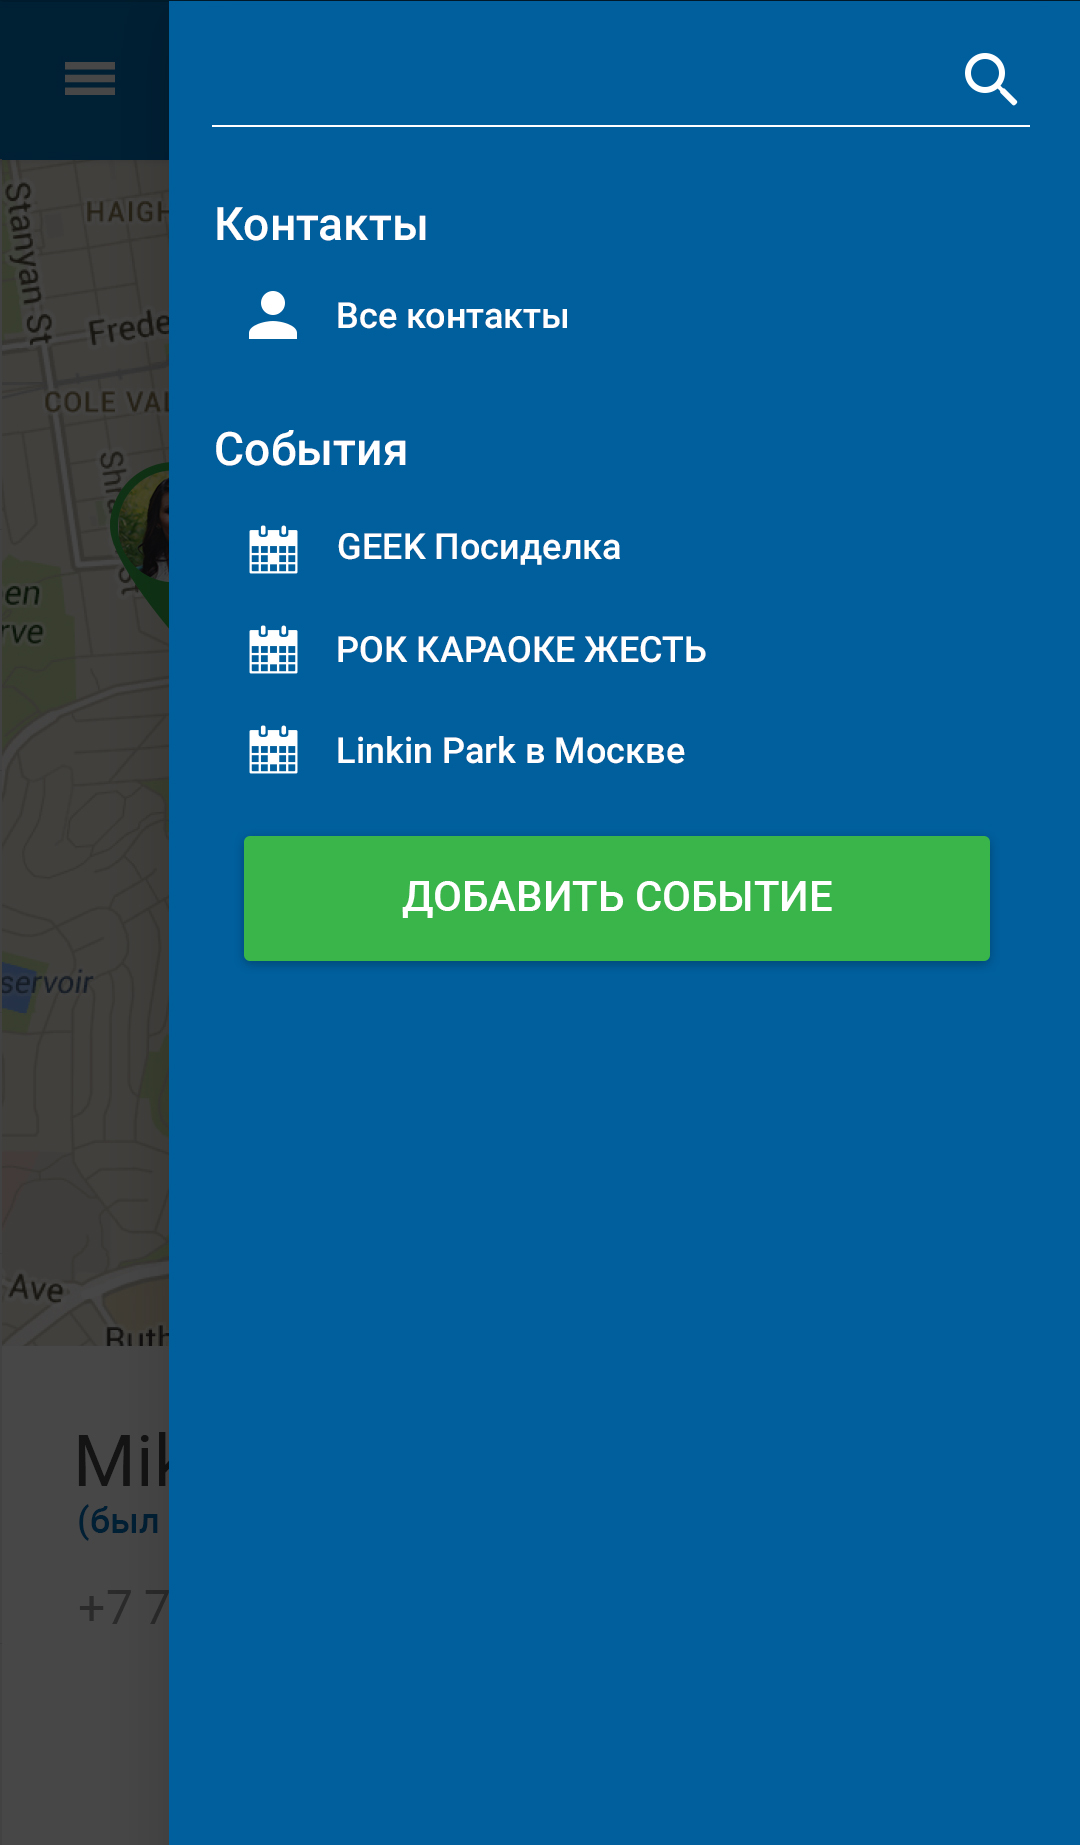 Контакты
Все контакты
События
GEEK Посиделка
РОК КАРАОКЕ ЖЕСТЬ
Linkin Park в Москве
ДОБАВИТЬ СОБЫТИЕ
Stanyan St
HAIGH
Frede
COLE VAL
Shra
St
en
rve
servoir
Ave
Ruth
Mik
(был
+7 7